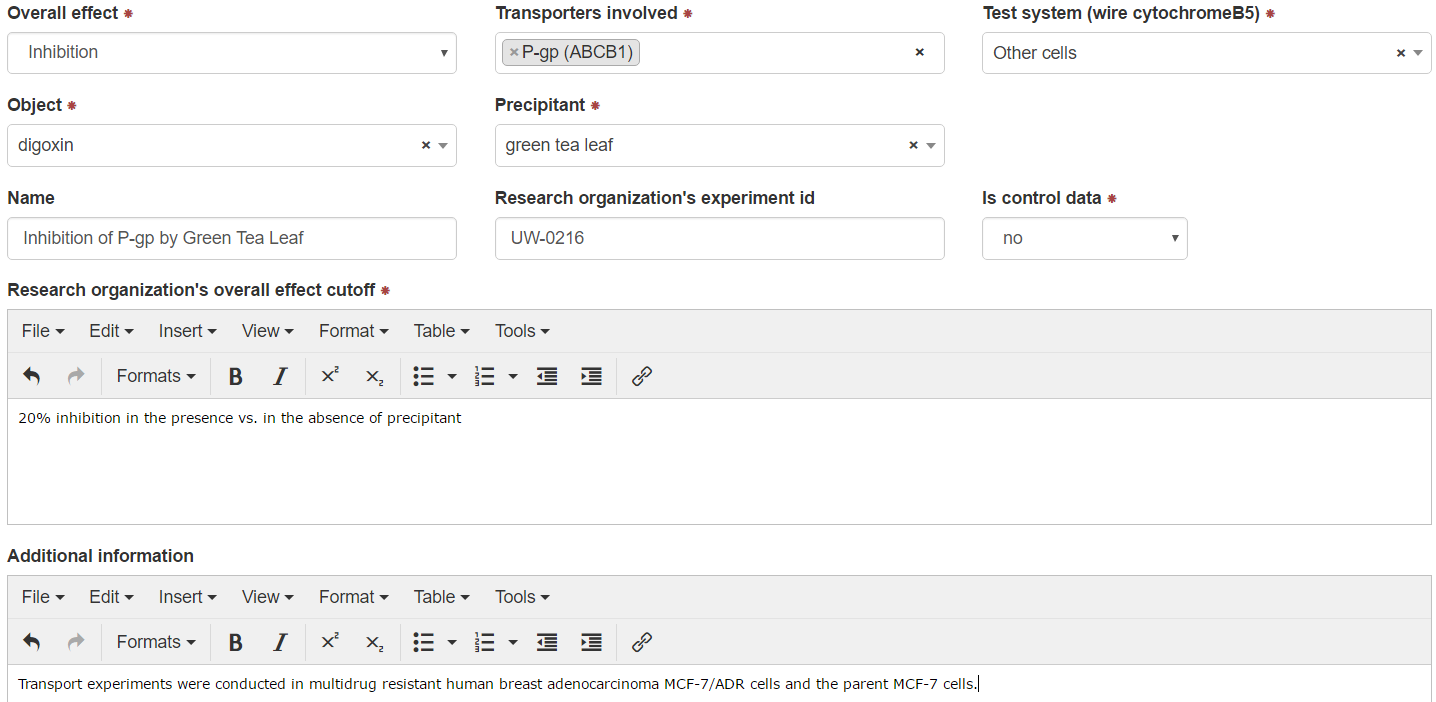 Overall effect * Transporters involved * Test system (wire cytochromeB5) *
Inhibition × P-gp (ABCB1) × Other cells ×
Object * Precipitant *
digoxin × green tea leaf ×
Name Research organization's experiment id Is control data *
Inhibition of P-gp by Green Tea Leaf UW-0216 no
Research organization's overall effect cutoff *
File Edit Insert View Format Table Tools
Formats B I x² x₂
20% inhibition in the presence vs. in the absence of precipitant
Additional information
File Edit Insert View Format Table Tools
Formats B I x² x₂
Transport experiments were conducted in multidrug resistant human breast adenocarcinoma MCF-7/ADR cells and the parent MCF-7 cells.